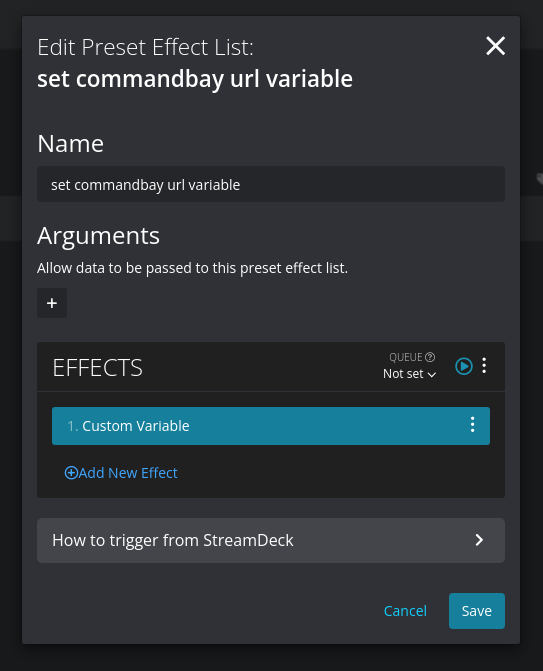 Edit Preset Effect List:
set commandbay url variable
Name
set commandbay url variable
Arguments
Allow data to be passed to this preset effect list.
+
EFFECTS
QUEUE
Not set
1. Custom Variable
Add New Effect
How to trigger from StreamDeck
Cancel
Save